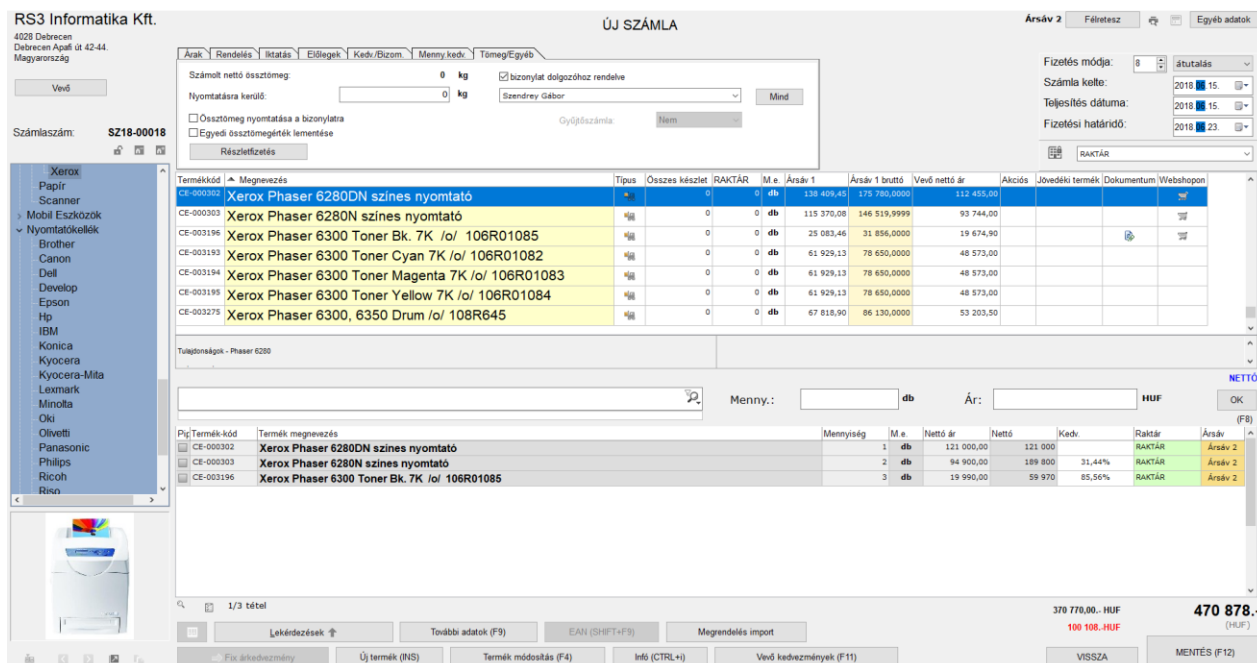 RS3 Informatika Kft.
4028 Debrecen
Debrecen Apafi út 42-44.
Magyarország
Vevő
Számlaszám: SZ18-00018
ÚJ SZÁMLA
Ársáv 2 Félretesz Egyéb adatok
Árak Rendelés Iktatás Előlegek Kedv./Bizom. Menny.kedv. Tömeg/Egyéb
Számolt nettó össztömeg: 0 kg bizonylat dolgozóhoz rendelve
Nyomtatásra kerülő: 0 kg Szendrey Gábor Mind
Össztömeg nyomtatása a bizonylatra Gyűjtőszámla: Nem
Egyedi össztömegérték lementése
Részletfizetés
Fizetés módja: 8 átutalás
Számla kelte: 2018.06.15.
Teljesítés dátuma: 2018.06.15.
Fizetési határidő: 2018.06.23.
RAKTÁR
Xerox
Papír
Scanner
Mobil Eszközök
Nyomtatókellék
Brother
Canon
Dell
Develop
Epson
Hp
IBM
Konica
Kyocera
Kyocera-Mita
Lexmark
Minolta
Oki
Olivetti
Panasonic
Philips
Ricoh
Riso
Termékkód Megnevezés Típus Összes készlet RAKTÁR M.e. Ársáv 1 Ársáv 1 bruttó Vevő nettó ár Akciós Jövedéki termék Dokumentum Webshopon
CE-000302 Xerox Phaser 6280DN színes nyomtató 0 0 db 138 409,45 175 780,0000 112 455,00
CE-000303 Xerox Phaser 6280N színes nyomtató 0 0 db 115 370,08 146 519,9999 93 744,00
CE-003196 Xerox Phaser 6300 Toner Bk. 7K /o/ 106R01085 0 0 db 25 083,46 31 856,0000 19 674,90
CE-003193 Xerox Phaser 6300 Toner Cyan 7K /o/ 106R01082 0 0 db 61 929,13 78 650,0000 48 573,00
CE-003194 Xerox Phaser 6300 Toner Magenta 7K /o/ 106R01083 0 0 db 61 929,13 78 650,0000 48 573,00
CE-003195 Xerox Phaser 6300 Toner Yellow 7K /o/ 106R01084 0 0 db 61 929,13 78 650,0000 48 573,00
CE-003275 Xerox Phaser 6300, 6350 Drum /o/ 108R645 0 0 db 67 818,90 86 130,0000 53 203,50
Tulajdonságok - Phaser 6280
NETTÓ
Menny.: db Ár: HUF OK
(F8)
Termék-kód Termék megnevezés Mennyiség M.e. Nettó ár Nettó Kedv. Raktár Ársáv
CE-000302 Xerox Phaser 6280DN színes nyomtató 1 db 121 000,00 121 000 RAKTÁR Ársáv 2
CE-000303 Xerox Phaser 6280N színes nyomtató 2 db 94 900,00 189 800 31,44% RAKTÁR Ársáv 2
CE-003196 Xerox Phaser 6300 Toner Bk. 7K /o/ 106R01085 3 db 19 990,00 59 970 85,56% RAKTÁR Ársáv 2
1/3 tétel
370 770,00.- HUF 470 878.-
100 108.-HUF (HUF)
Lekérdezések További adatok (F9) EAN (SHIFT+F9) Megrendelés import
Fix árkedvezmény Új termék (INS) Termék módosítás (F4) Infó (CTRL+i) Vevő kedvezmények (F11) VISSZA MENTÉS (F12)